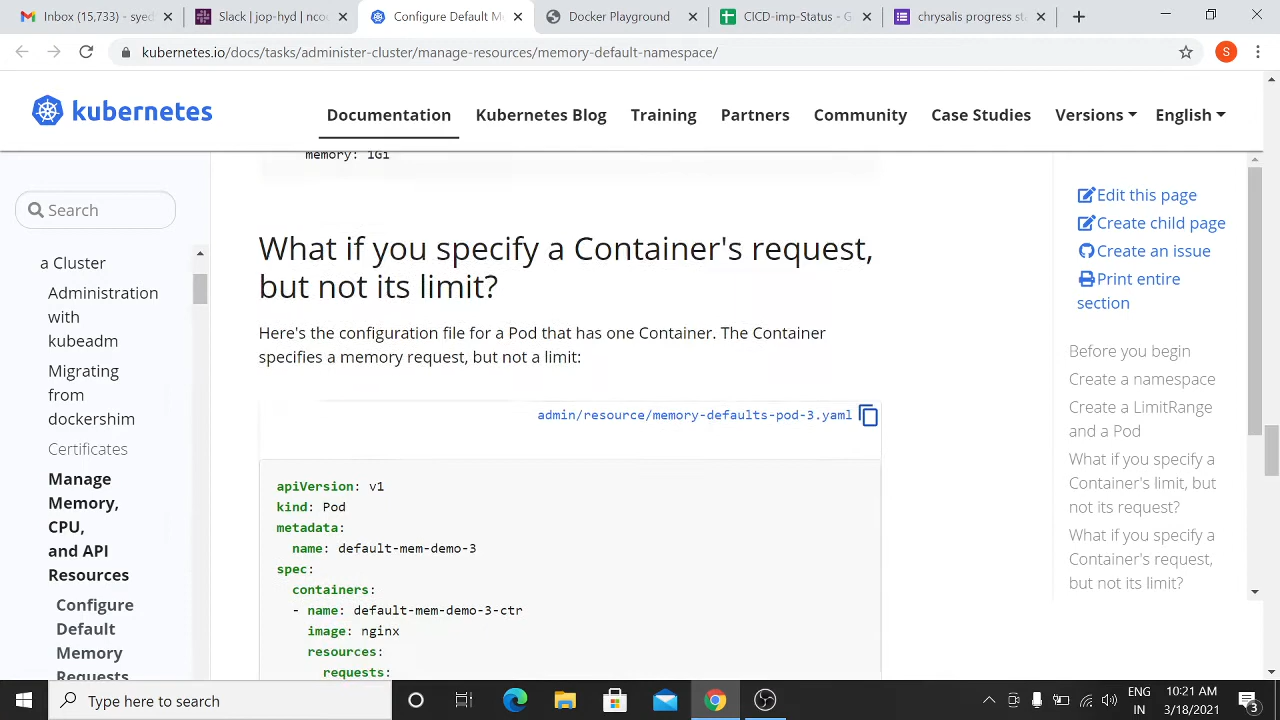 Inbox (15,733) - syed
Slack | jop-hyd | nco
Configure Default M
Docker Playground
CICD-imp-status - G
chrysalis progress st
kubernetes.io/docs/tasks/administer-cluster/manage-resources/memory-default-namespace/
S
kubernetes
Documentation
Kubernetes Blog
Training
Partners
Community
Case Studies
Versions
English
Search
a Cluster
Administration
with
kubeadm
Migrating
from
dockershim
Certificates
Manage
Memory,
CPU,
and API
Resources
Configure
Default
Memory
Requests
memory: 1Gi
What if you specify a Container's request,
but not its limit?
Here's the configuration file for a Pod that has one Container. The Container
specifies a memory request, but not a limit:
admin/resource/memory-defaults-pod-3.yaml
apiVersion: v1
kind: Pod
metadata:
name: default-mem-demo-3
spec:
containers:
- name: default-mem-demo-3-ctr
image: nginx
resources:
requests:
Edit this page
Create child page
Create an issue
Print entire
section
Before you begin
Create a namespace
Create a LimitRange
and a Pod
What if you specify a
Container's limit, but
not its request?
What if you specify a
Container's request,
but not its limit?
Type here to search
ENG
IN
10:21 AM
3/18/2021
3